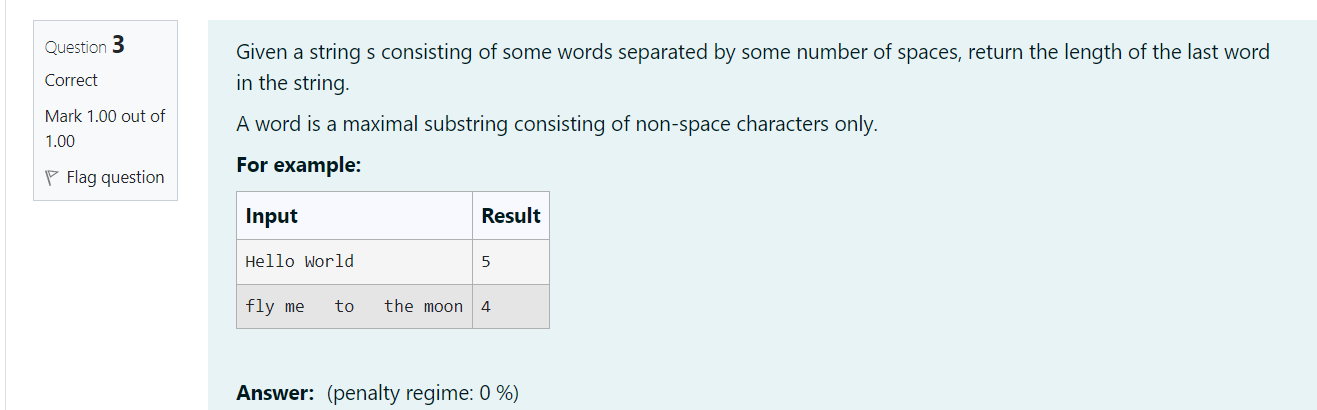 Question 3
Correct
Mark 1.00 out of
1.00
Flag question
Given a string s consisting of some words separated by some number of spaces, return the length of the last word
in the string.
A word is a maximal substring consisting of non-space characters only.
For example:
Input Result
Hello World 5
fly me   to   the moon 4
Answer: (penalty regime: 0 %)